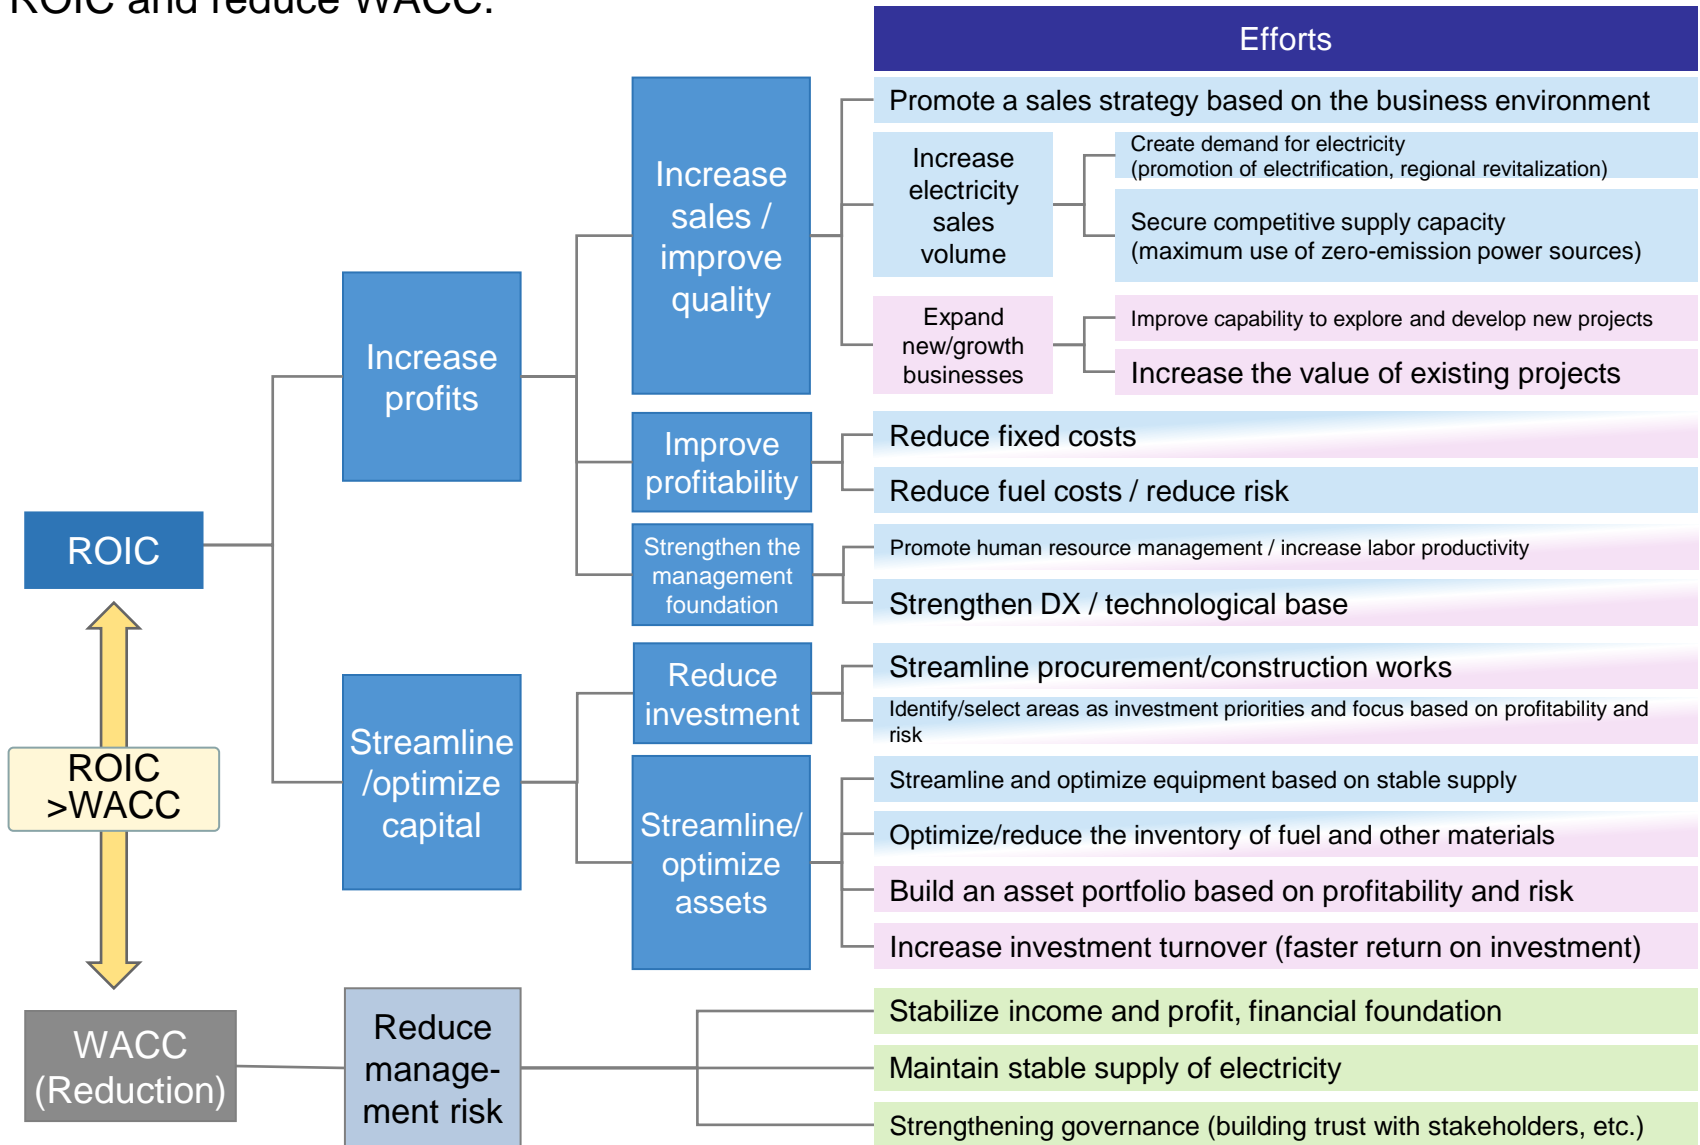 ROIC and reduce WACC.
Efforts
Promote a sales strategy based on the business environment
Increase
electricity
sales
volume
Create demand for electricity
(promotion of electrification, regional revitalization)
Secure competitive supply capacity
(maximum use of zero-emission power sources)
Increase
sales /
improve
quality
Expand
new/growth
businesses
Improve capability to explore and develop new projects
Increase the value of existing projects
Increase
profits
Improve
profitability
Reduce fixed costs
Reduce fuel costs / reduce risk
ROIC
Strengthen the
management
foundation
Promote human resource management / increase labor productivity
Strengthen DX / technological base
Reduce
investment
Streamline procurement/construction works
Identify/select areas as investment priorities and focus based on profitability and
risk
Streamline
/optimize
capital
ROIC
>WACC
Streamline/
optimize
assets
Streamline and optimize equipment based on stable supply
Optimize/reduce the inventory of fuel and other materials
Build an asset portfolio based on profitability and risk
Increase investment turnover (faster return on investment)
WACC
(Reduction)
Reduce
manage-
ment risk
Stabilize income and profit, financial foundation
Maintain stable supply of electricity
Strengthening governance (building trust with stakeholders, etc.)